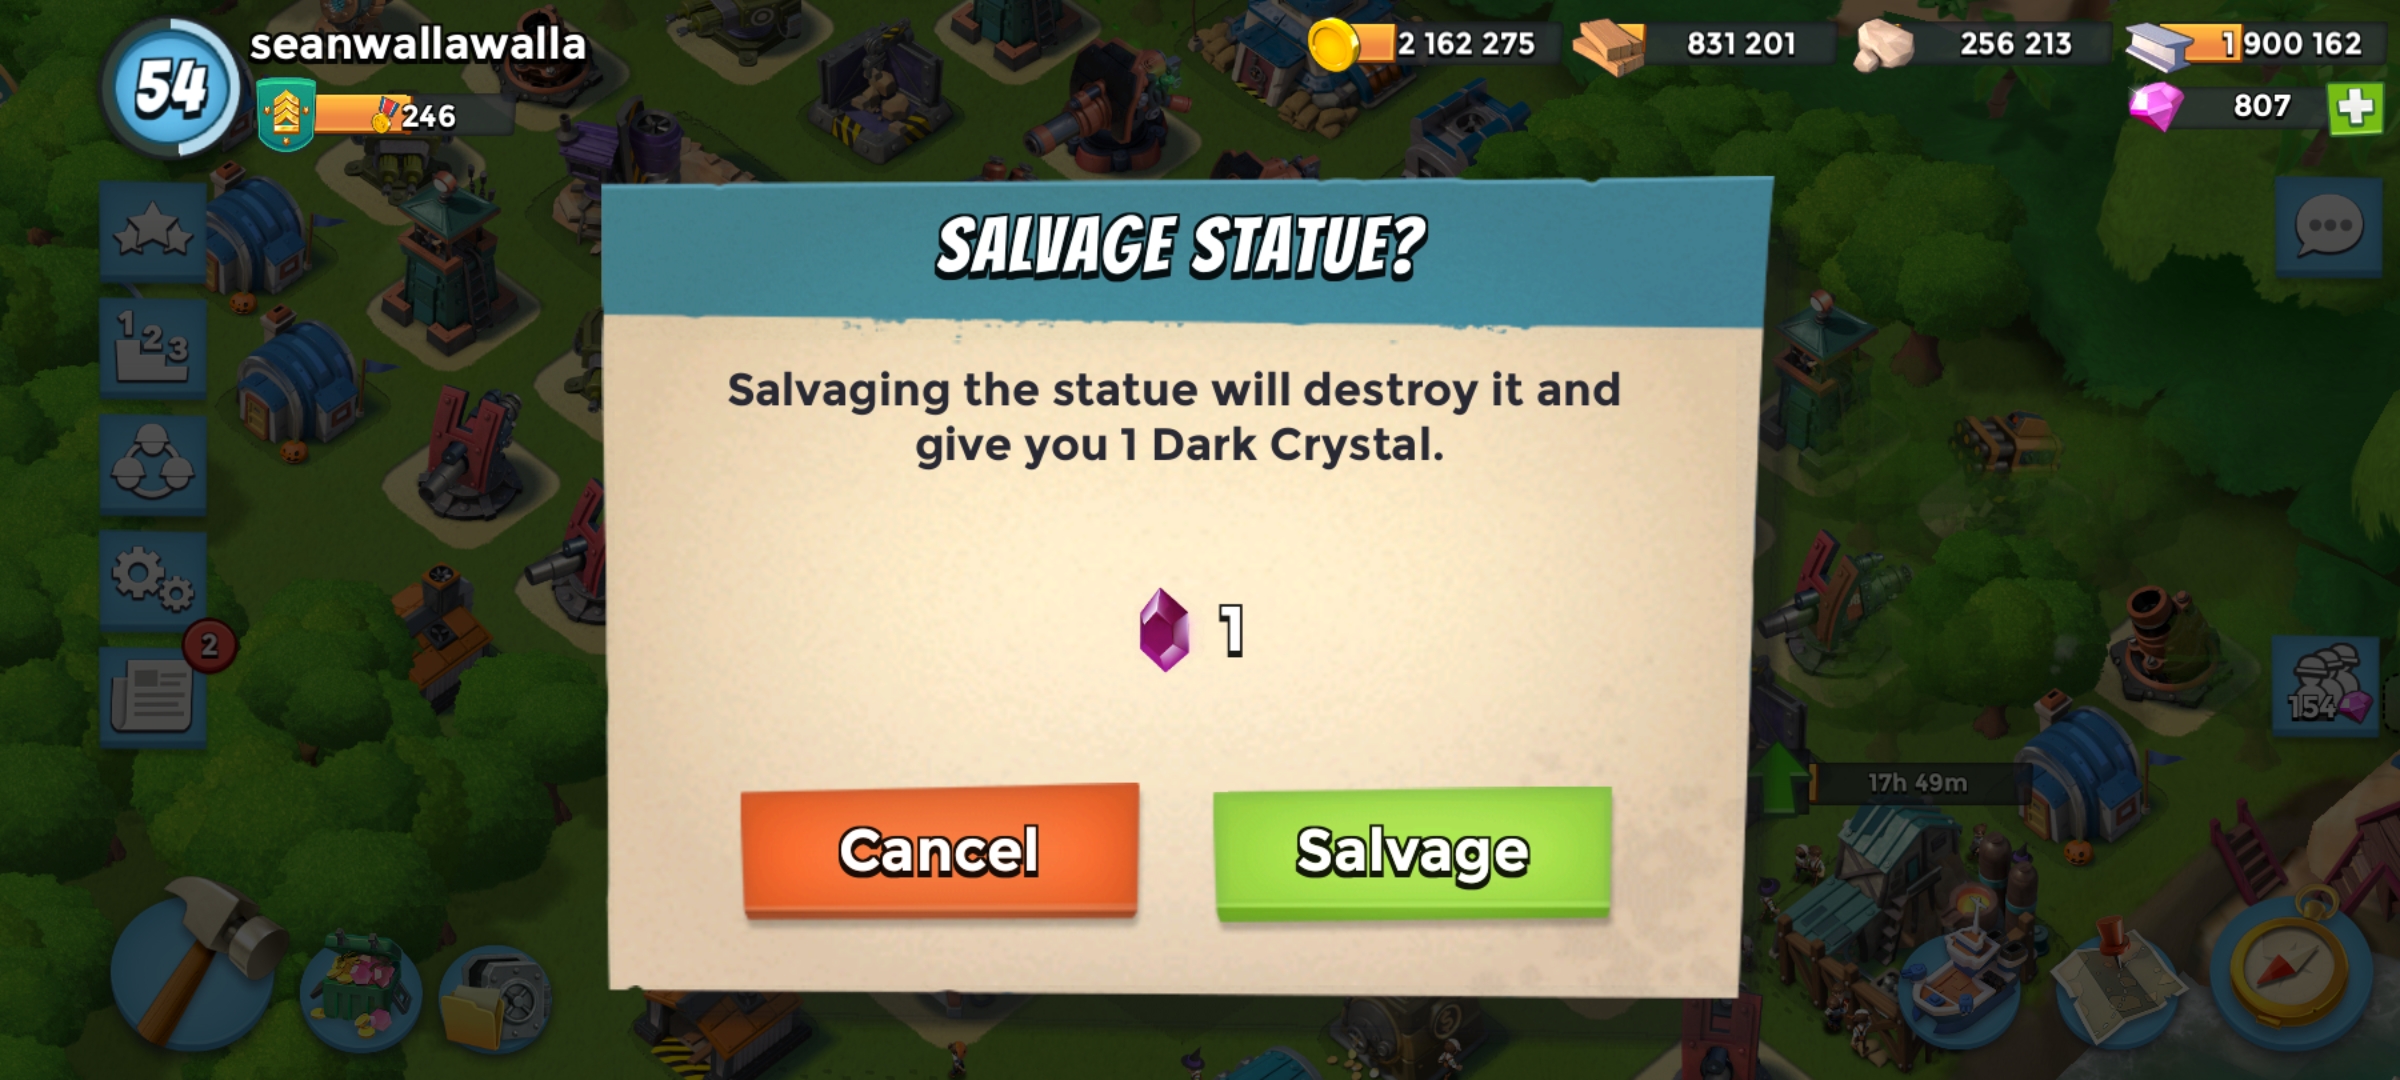 54
seanwallawalla
246
2 162 275
831 201
256 213
1 900 162
807
1 2 3
2
SALVAGE STATUE?
Salvaging the statue will destroy it and
give you 1 Dark Crystal.
1
Cancel
Salvage
154
17h 49m